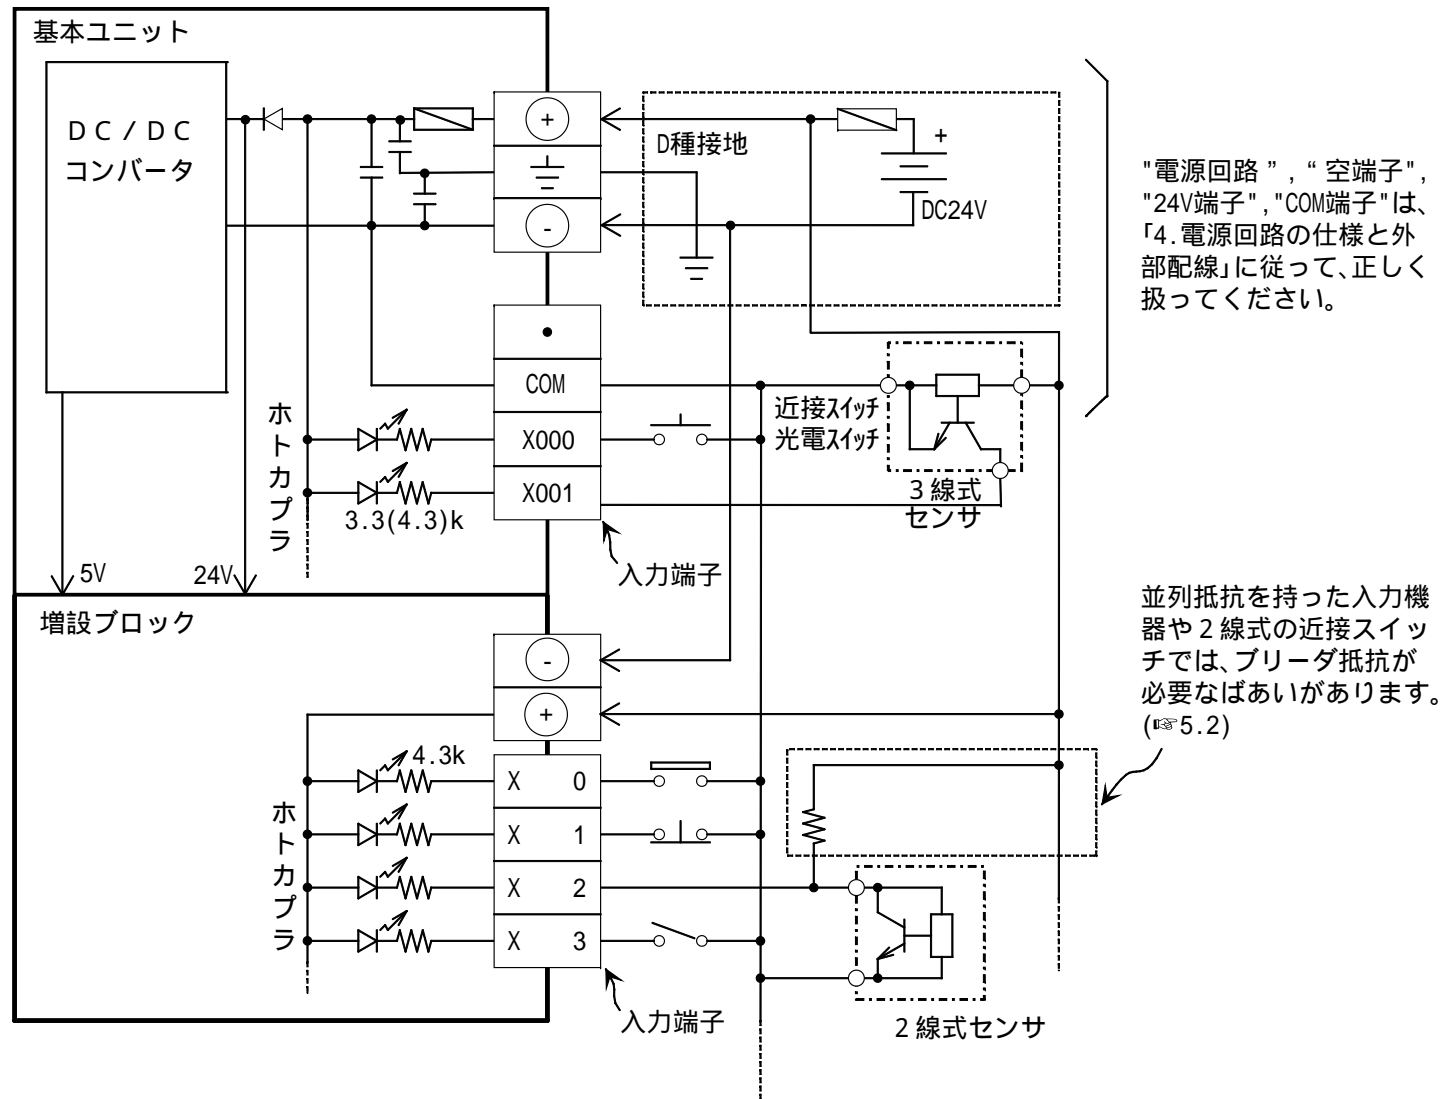 基本ユニット
ＤＣ／ＤＣ
コンバータ
+
-
D種接地
+
DC24V
"電源回路 ", “ 空端子",
"24V端子","COM端子"は、
「4.電源回路の仕様と外
部配線」に従って、正しく
扱ってください。
COM
X000
X001
ホトカプラ
3.3(4.3)k
近接スイッチ
光電スイッチ
３線式
センサ
入力端子
5V
24V
増設ブロック
-
+
4.3k
X 0
X 1
X 2
X 3
ホトカプラ
入力端子
２線式センサ
並列抵抗を持った入力機
器や２線式の近接スイッ
チでは、ブリーダ抵抗が
必要なばあいがあります。
(☞5.2)